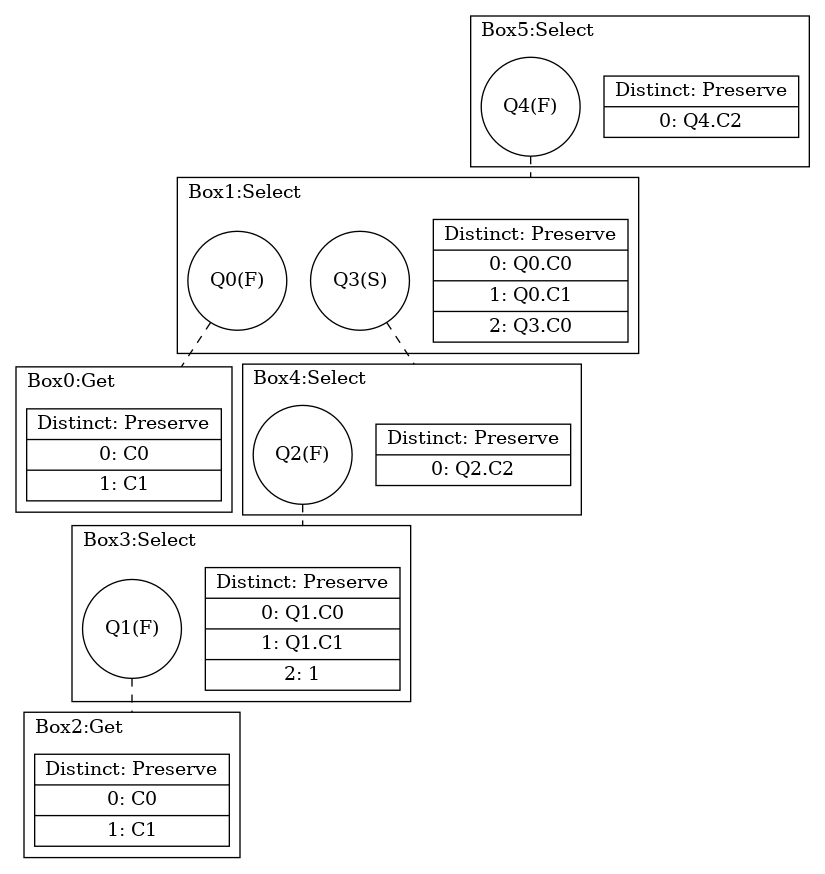 Box5:Select
Q4(F)
Distinct: Preserve
0: Q4.C2
Box1:Select
Q0(F)
Q3(S)
Distinct: Preserve
0: Q0.C0
1: Q0.C1
2: Q3.C0
Box0:Get
Distinct: Preserve
0: C0
1: C1
Box4:Select
Q2(F)
Distinct: Preserve
0: Q2.C2
Box3:Select
Q1(F)
Distinct: Preserve
0: Q1.C0
1: Q1.C1
2: 1
Box2:Get
Distinct: Preserve
0: C0
1: C1